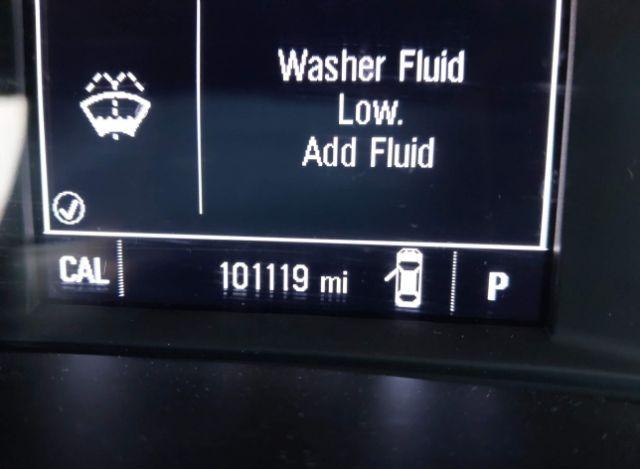 Washer Fluid
Low.
Add Fluid
CAL 101119 mi P